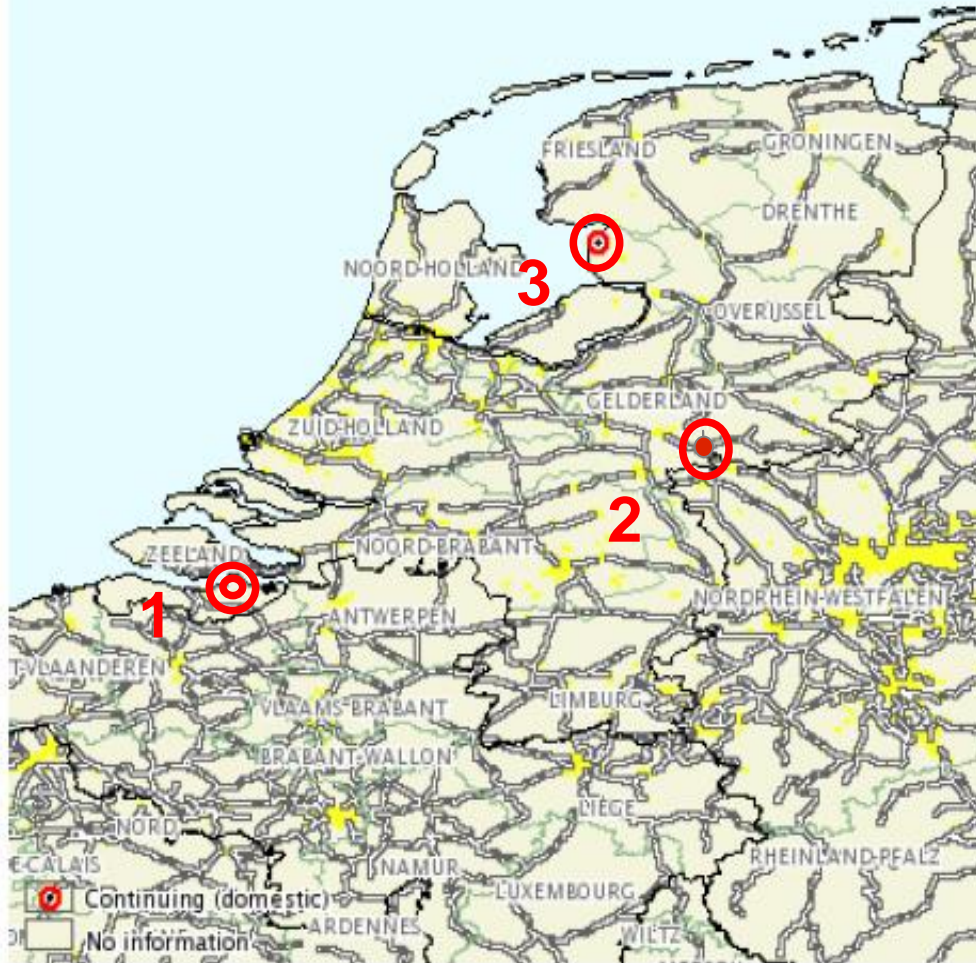 FRIESLAND
GRONINGEN
DRENTHE
NOORD-HOLLAND
3
OVERIJSSEL
GELDERLAND
ZUID-HOLLAND
2
ZEELAND
NOORD-BRABANT
1
ANTWERPEN
NORDRHEIN-WESTFALEN
T-VLAANDEREN
VLAAMS-BRABANT
LIMBURG
BRABANT-WALLON
LIEGE
NORD
E-CALAIS
NAMUR
RHEINLAND-PFALZ
LUXEMBOURG
Continuing (domestic)
ARDENNES
WILTZ
No information